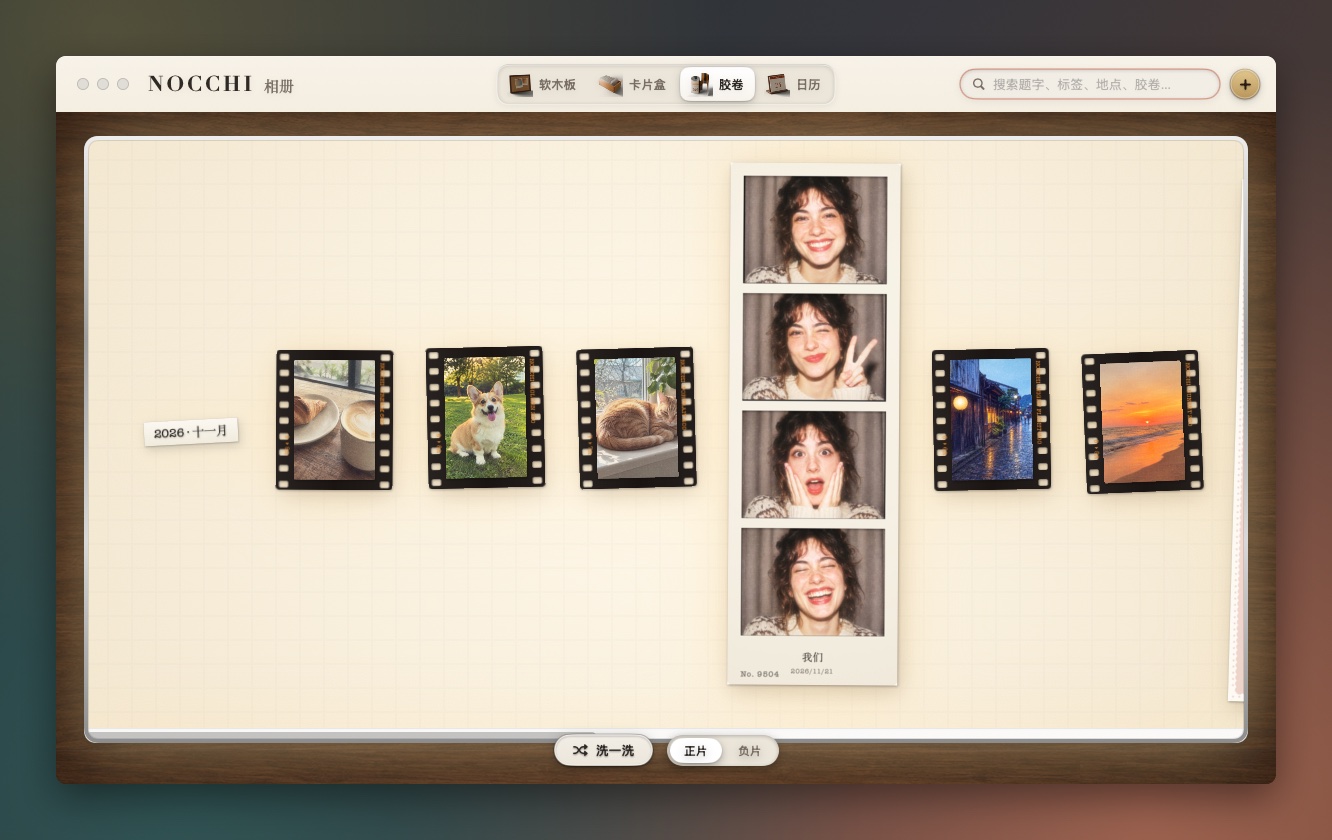 NOCCHI 相册
软木板
卡片盒
胶卷
日历
搜索题字、标签、地点、胶卷...
2026·十一月
我们
No. 9604
2026/11/21
洗一洗
正片
负片